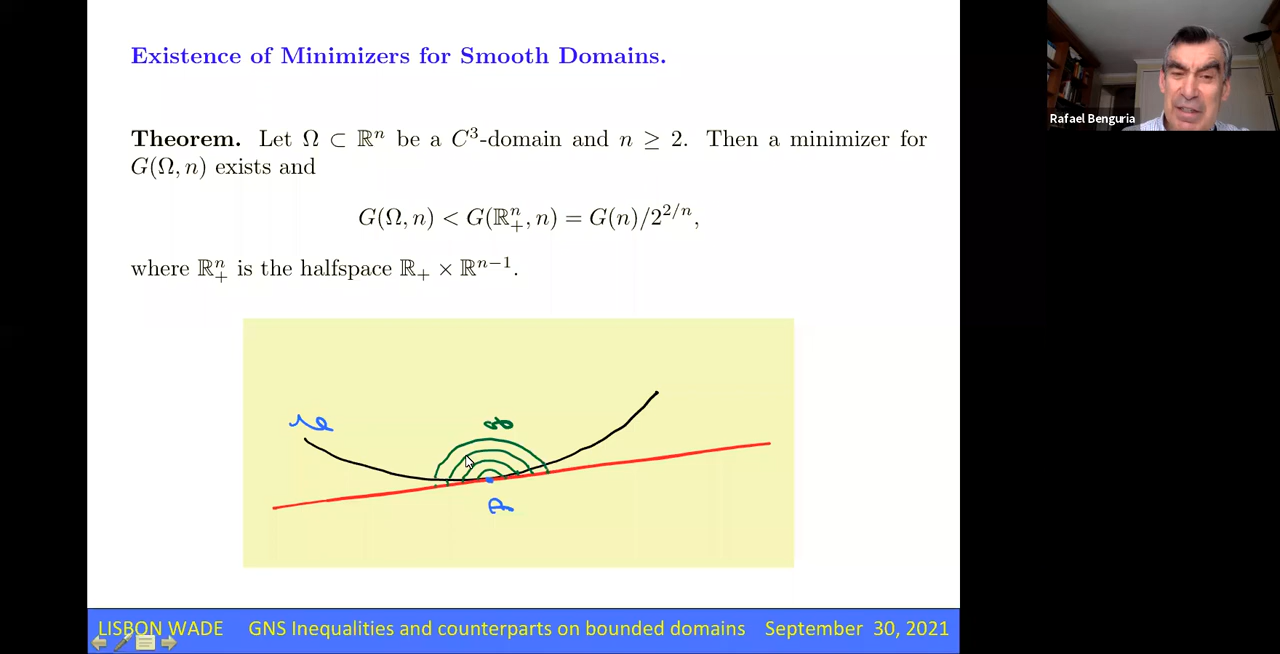 Existence of Minimizers for Smooth Domains.
Theorem. Let Ω ⊂ ℝⁿ be a C³-domain and n ≥ 2. Then a minimizer for
G(Ω, n) exists and
G(Ω, n) < G(ℝ₊ⁿ, n) = G(n)/2^{2/n},
where ℝ₊ⁿ is the halfspace ℝ₊ × ℝⁿ⁻¹.
Rafael Benguria
LISBON WADE GNS Inequalities and counterparts on bounded domains September 30, 2021